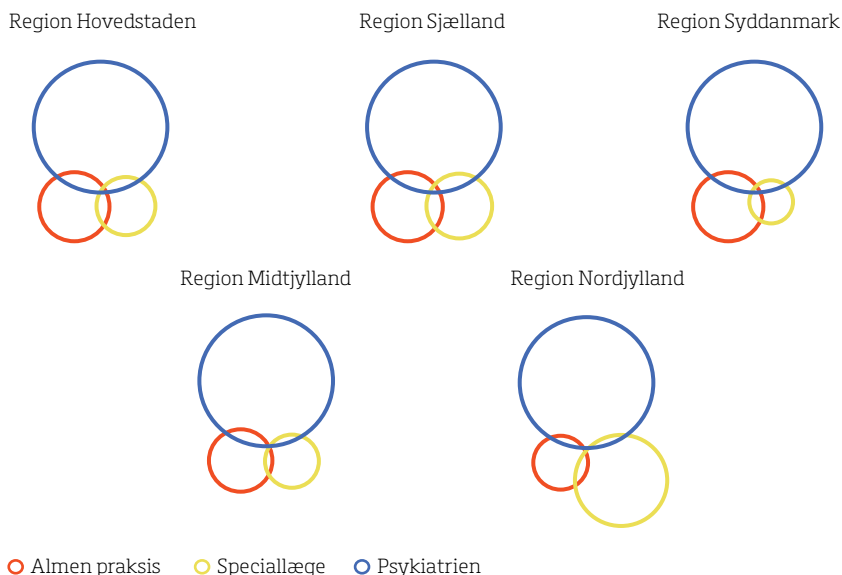 Region Hovedstaden
Region Sjælland
Region Syddanmark
Region Midtjylland
Region Nordjylland
Almen praksis
Speciallæge
Psykiatrien